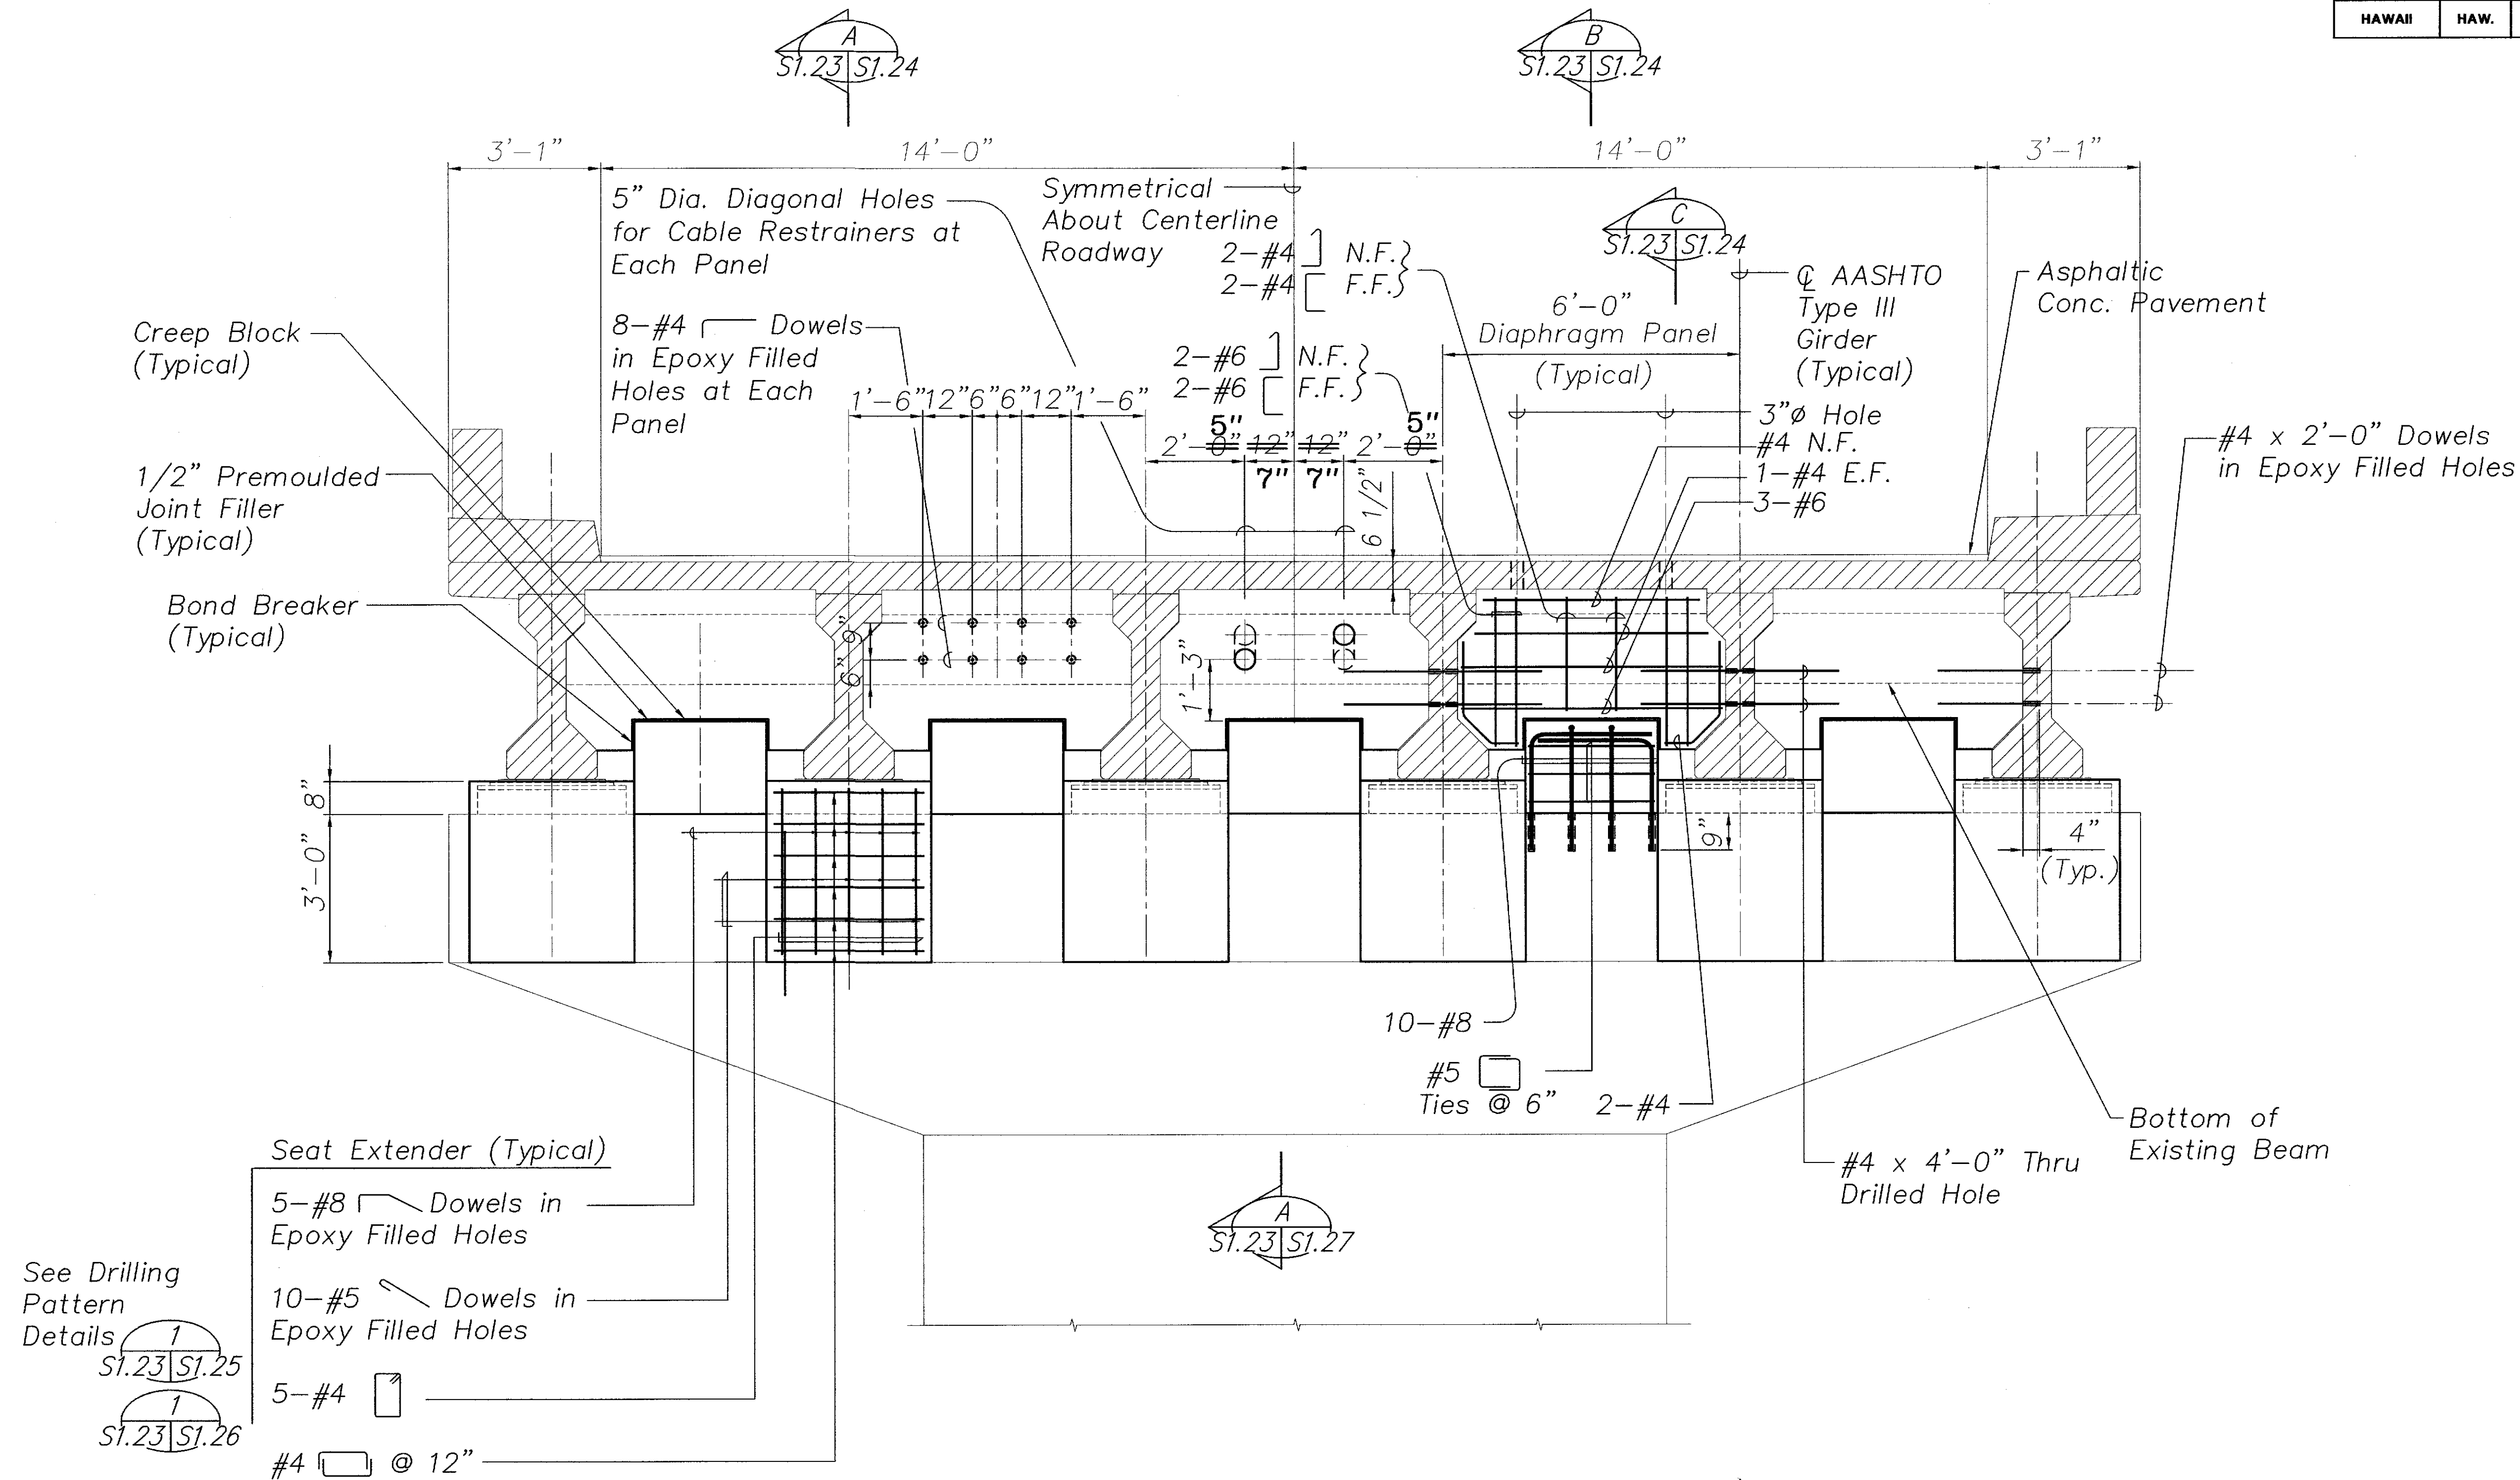 HAWAII HAW.
A
S1.23 S1.24
B
S1.23 S1.24
3'-1"
14'-0"
14'-0"
3'-1"
5" Dia. Diagonal Holes
for Cable Restrainers at
Each Panel
Symmetrical
About Centerline
Roadway
C
S1.23 S1.24
2-#4 N.F.
2-#4 F.F.
℄ AASHTO
Type III
Girder
(Typical)
Asphaltic
Conc. Pavement
6'-0"
Diaphragm Panel
(Typical)
Creep Block
(Typical)
8-#4 Dowels
in Epoxy Filled
Holes at Each
Panel
2-#6 N.F.
2-#6 F.F.
1'-6" 12" 6" 6" 12" 1'-6"
3"ø Hole
#4 N.F.
1-#4 E.F.
3-#6
5" 5"
2'-0" 12" 12" 2'-0"
7" 7"
#4 x 2'-0" Dowels
in Epoxy Filled Holes
1/2" Premoulded
Joint Filler
(Typical)
6 1/2"
Bond Breaker
(Typical)
6" 9"
1'-3"
8"
9"
4"
(Typ.)
3'-0"
10-#8
#5
Ties @ 6"
2-#4
Bottom of
Existing Beam
#4 x 4'-0" Thru
Drilled Hole
Seat Extender (Typical)
5-#8 Dowels in
Epoxy Filled Holes
A
S1.23 S1.27
See Drilling
Pattern
Details
1
S1.23 S1.25
1
S1.23 S1.26
10-#5 Dowels in
Epoxy Filled Holes
5-#4
#4 @ 12"